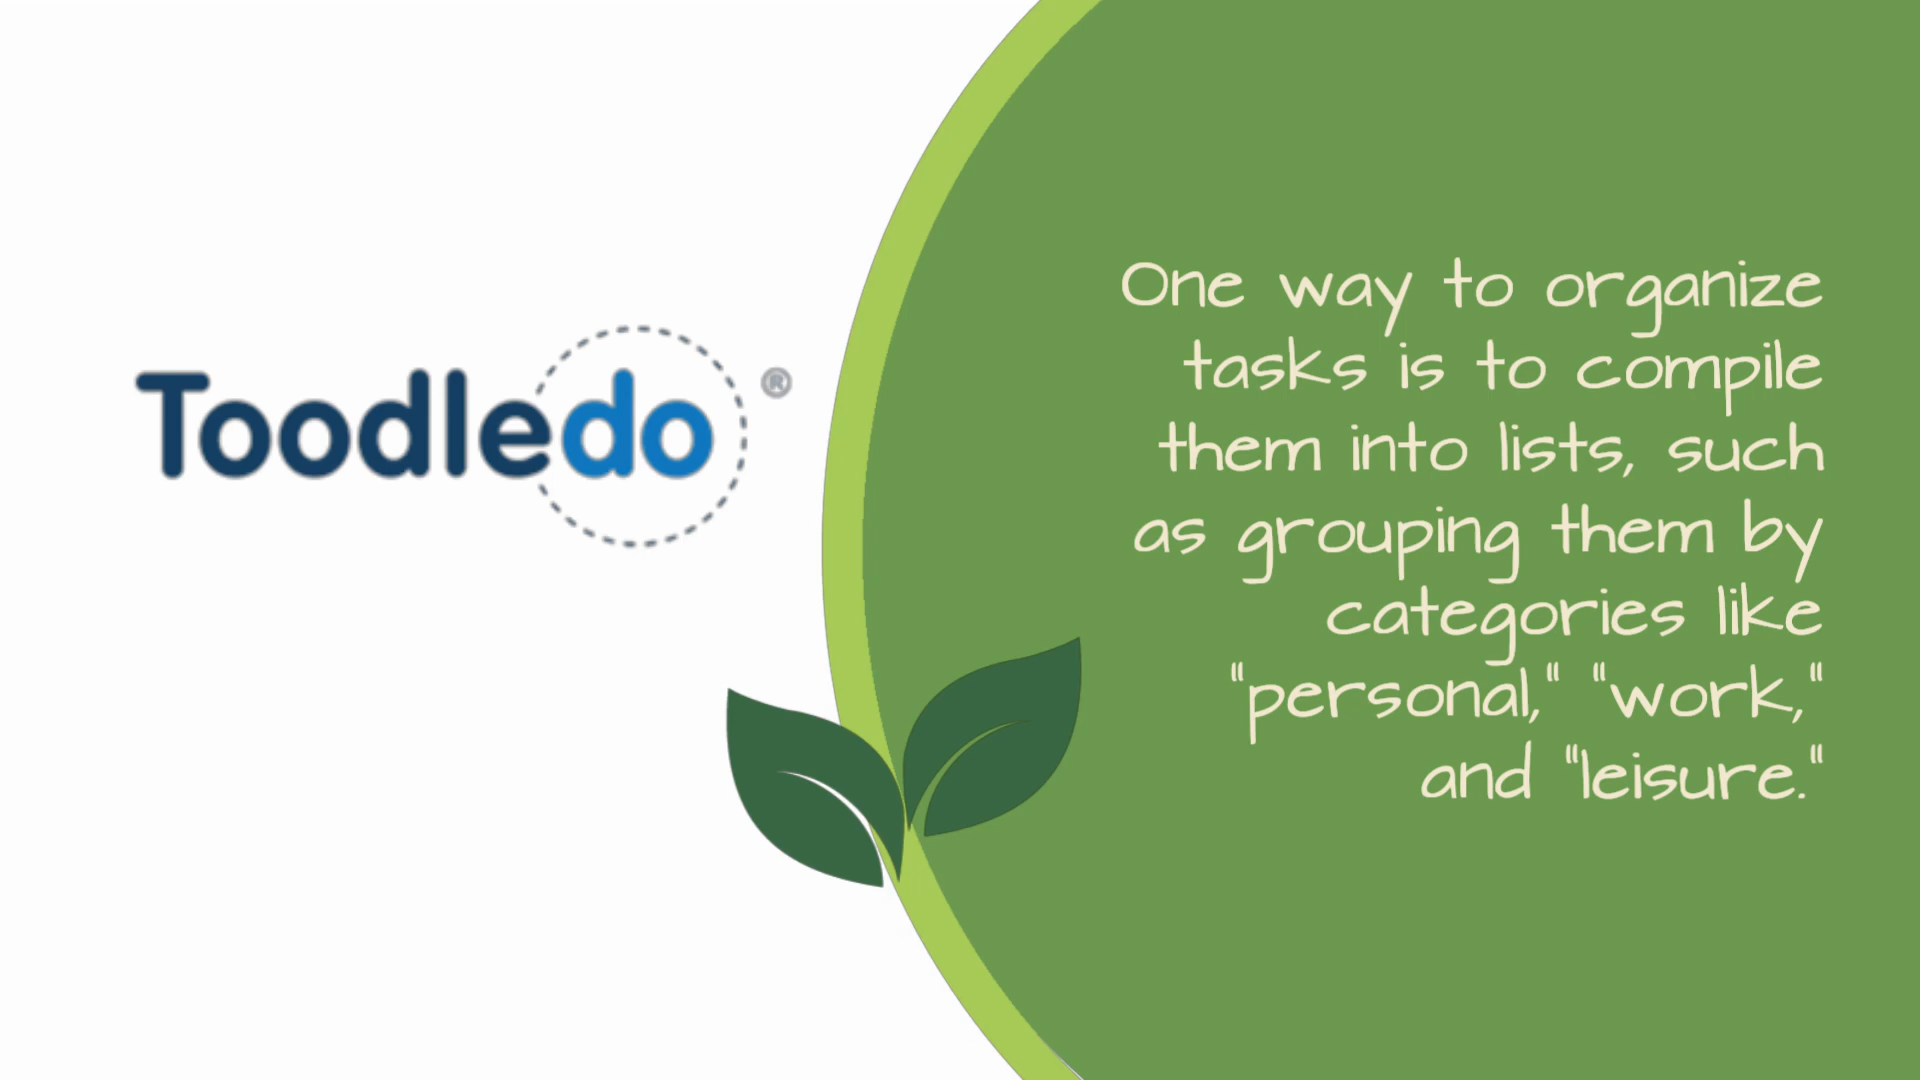 Toodledo ®
One way to organize
tasks is to compile
them into lists, such
as grouping them by
categories like
"personal," "work,"
and "leisure."